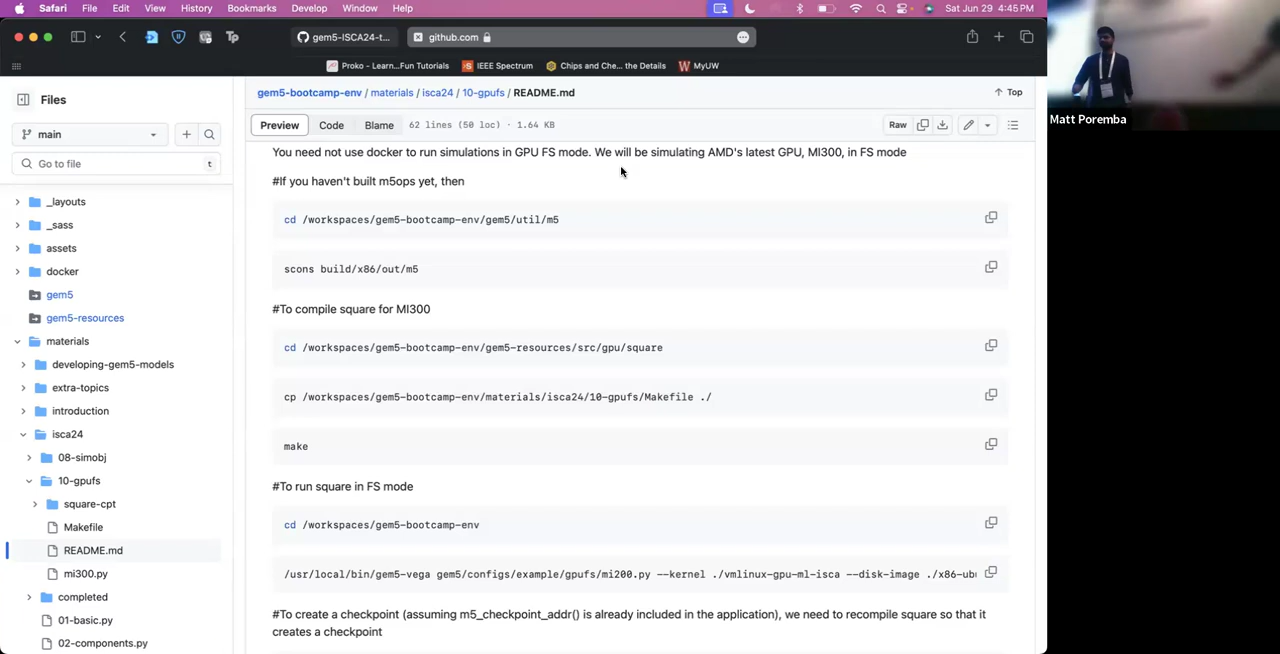 Safari File Edit View History Bookmarks Develop Window Help Sat Jun 29 4:45 PM
Tp gem5-ISCA24-t... github.com
Proko - Learn...Fun Tutorials IEEE Spectrum Chips and Che... the Details MyUW
Files
main
Go to file t
_layouts
_sass
assets
docker
gem5
gem5-resources
materials
developing-gem5-models
extra-topics
introduction
isca24
08-simobj
10-gpufs
square-cpt
Makefile
README.md
mi300.py
completed
01-basic.py
02-components.py
gem5-bootcamp-env / materials / isca24 / 10-gpufs / README.md Top
Preview Code Blame 62 lines (50 loc) · 1.64 KB Raw
You need not use docker to run simulations in GPU FS mode. We will be simulating AMD's latest GPU, MI300, in FS mode
#If you haven't built m5ops yet, then
cd /workspaces/gem5-bootcamp-env/gem5/util/m5
scons build/x86/out/m5
#To compile square for MI300
cd /workspaces/gem5-bootcamp-env/gem5-resources/src/gpu/square
cp /workspaces/gem5-bootcamp-env/materials/isca24/10-gpufs/Makefile ./
make
#To run square in FS mode
cd /workspaces/gem5-bootcamp-env
/usr/local/bin/gem5-vega gem5/configs/example/gpufs/mi200.py --kernel ./vmlinux-gpu-ml-isca --disk-image ./x86-ubu
#To create a checkpoint (assuming m5_checkpoint_addr() is already included in the application), we need to recompile square so that it
creates a checkpoint
Matt Poremba